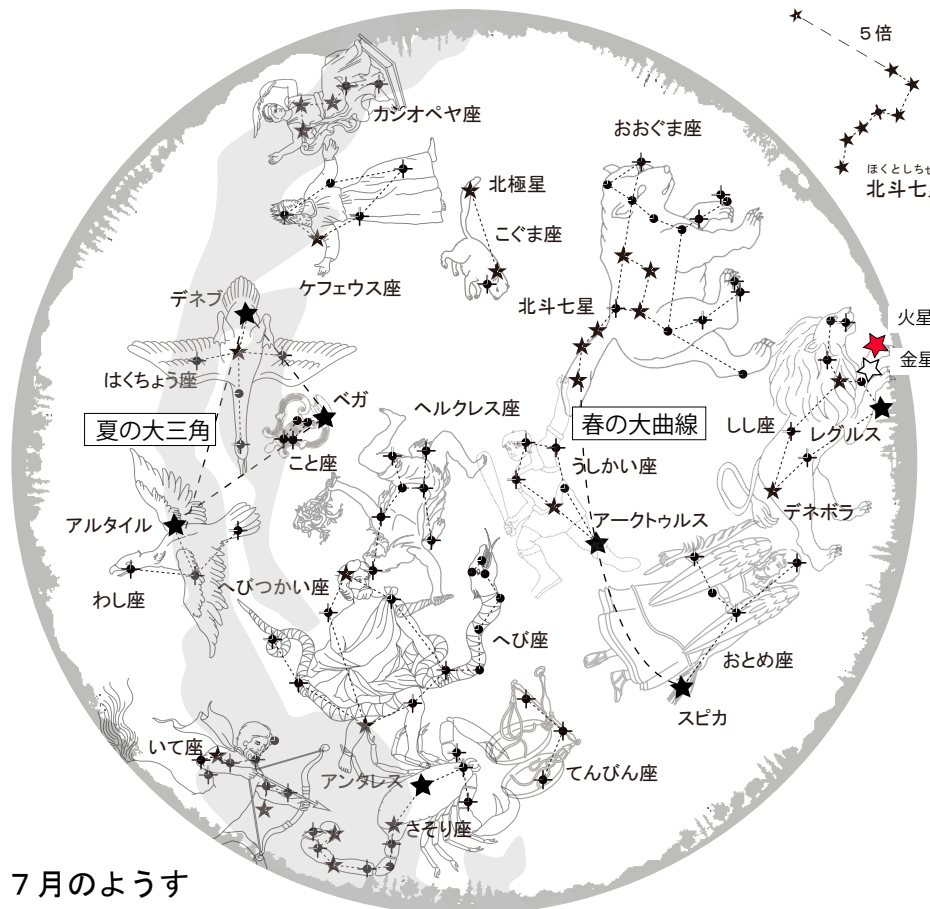 5倍
ほくとしちせ
北斗七
カシオペヤ座
おおぐま座
北極星
こぐま座
ケフェウス座
デネブ
北斗七星
火星
金星
はくちょう座
ベガ
ヘルクレス座
夏の大三角
春の大曲線
しし座
レグルス
こと座
うしかい座
アルタイル
アークトゥルス
デネボラ
へびつかい座
わし座
へび座
おとめ座
スピカ
いて座
アンタレス
てんびん座
さそり座
7月のようす